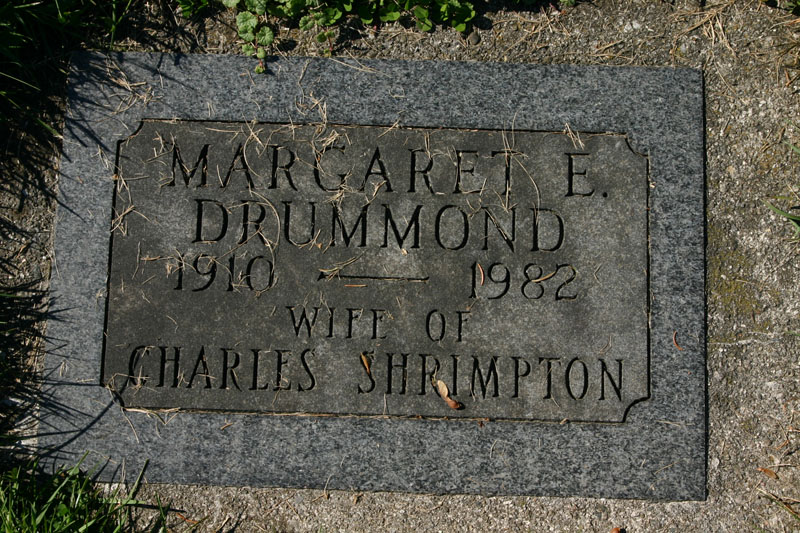 MARGARET E.
DRUMMOND
1910 — 1982
WIFE OF
CHARLES SHRIMPTON